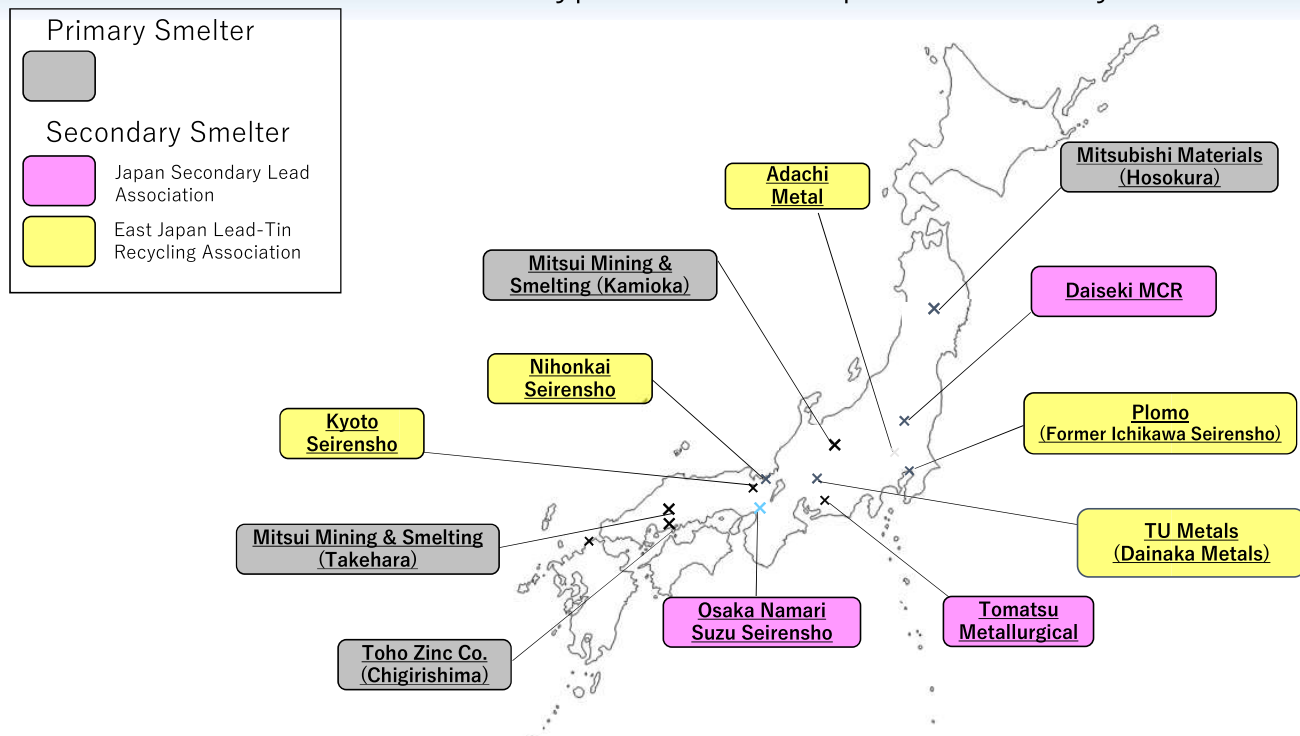 Primary Smelter
Secondary Smelter
Japan Secondary Lead
Association
East Japan Lead-Tin
Recycling Association
Mitsubishi Materials
(Hosokura)
Adachi
Metal
Mitsui Mining &
Smelting (Kamioka)
Daiseki MCR
Nihonkai
Seirensho
Plomo
(Former Ichikawa Seirensho)
Kyoto
Seirensho
TU Metals
(Dainaka Metals)
Mitsui Mining & Smelting
(Takehara)
Osaka Namari
Suzu Seirensho
Tomatsu
Metallurgical
Toho Zinc Co.
(Chigirishima)